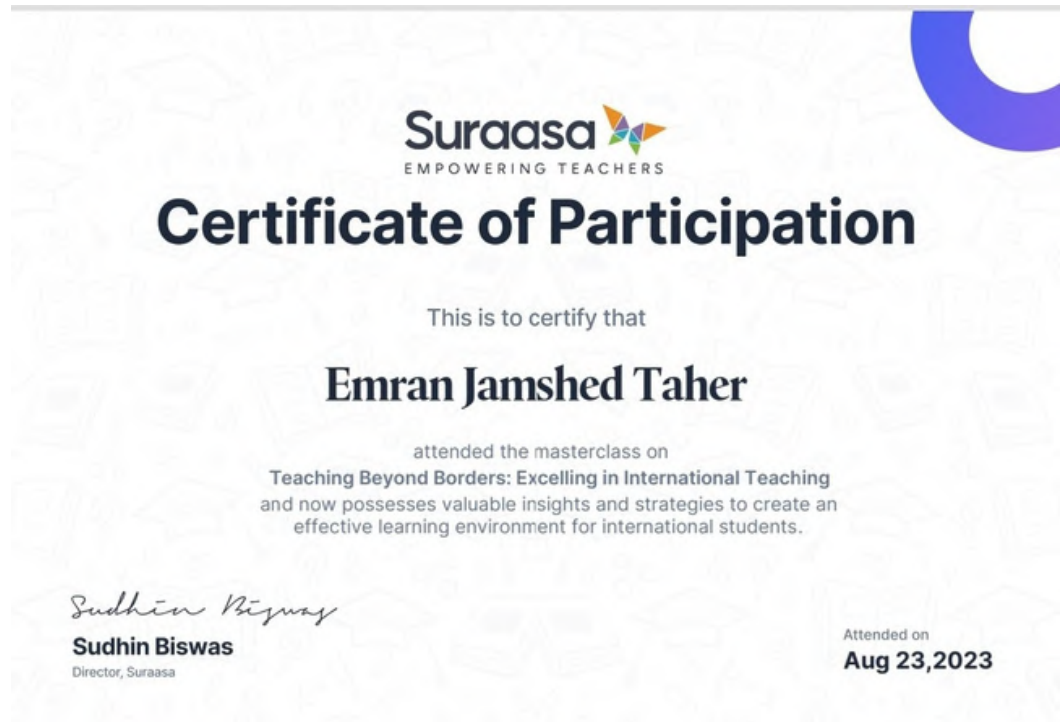 Suraasa
EMPOWERING TEACHERS
Certificate of Participation
This is to certify that
Emran Jamshed Taher
attended the masterclass on
Teaching Beyond Borders: Excelling in International Teaching
and now possesses valuable insights and strategies to create an
effective learning environment for international students.
Sudhin Biswas
Sudhin Biswas
Director, Suraasa
Attended on
Aug 23,2023